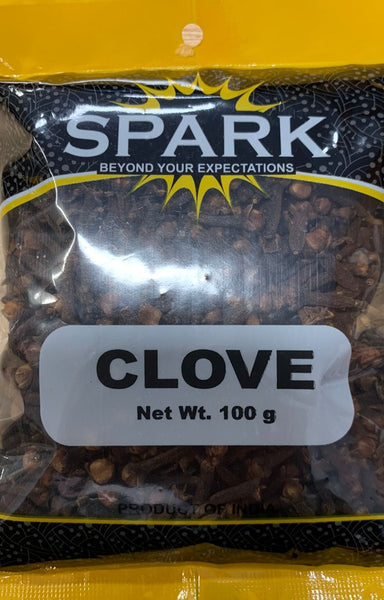 SPARK
BEYOND YOUR EXPECTATIONS
CLOVE
Net Wt. 100 g
PRODUCT OF INDIA